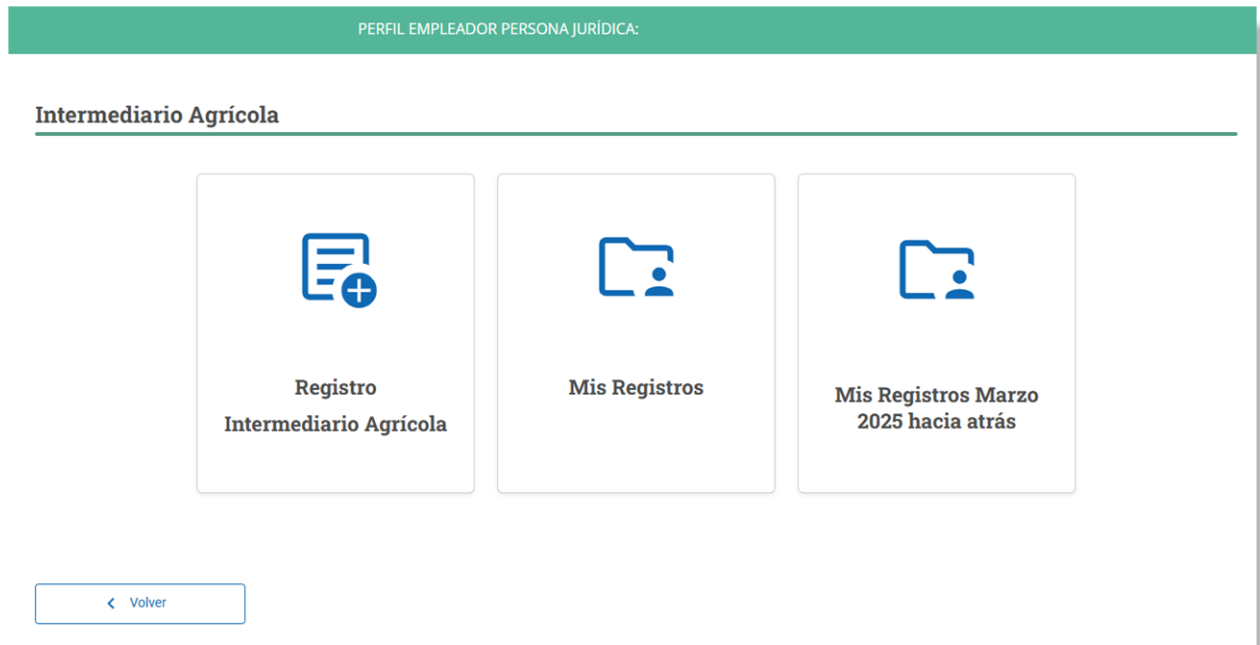 PERFIL EMPLEADOR PERSONA JURÍDICA:
Intermediario Agrícola
Registro
Intermediario Agrícola
Mis Registros
Mis Registros Marzo
2025 hacia atrás
Volver